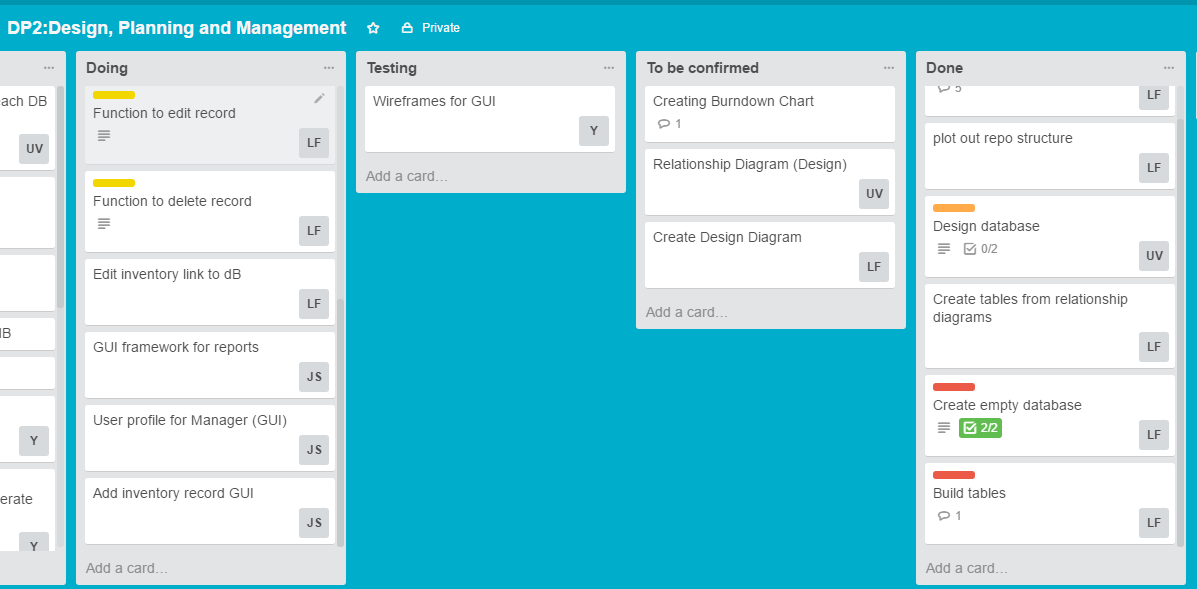 DP2:Design, Planning and Management
Private
each DB
UV
Y
erate
Y
Doing
Function to edit record
LF
Function to delete record
LF
Edit inventory link to dB
LF
GUI framework for reports
JS
User profile for Manager (GUI)
JS
Add inventory record GUI
JS
Add a card…
Testing
Wireframes for GUI
Y
Add a card…
To be confirmed
Creating Burndown Chart
1
Relationship Diagram (Design)
UV
Create Design Diagram
LF
Add a card…
Done
5
LF
plot out repo structure
LF
Design database
0/2
UV
Create tables from relationship
diagrams
LF
Create empty database
2/2
LF
Build tables
1
LF
Add a card…